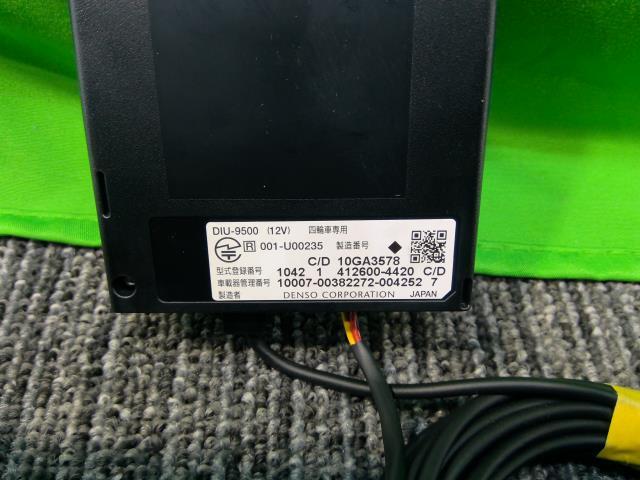 DIU-9500 (12V) 四輪車専用
R 001-U00235 製造番号
C/D 10GA3578
型式登録番号 1042 1 412600-4420 C/D
車載器管理番号 10007-00382272-004252 7
製造者 DENSO CORPORATION JAPAN